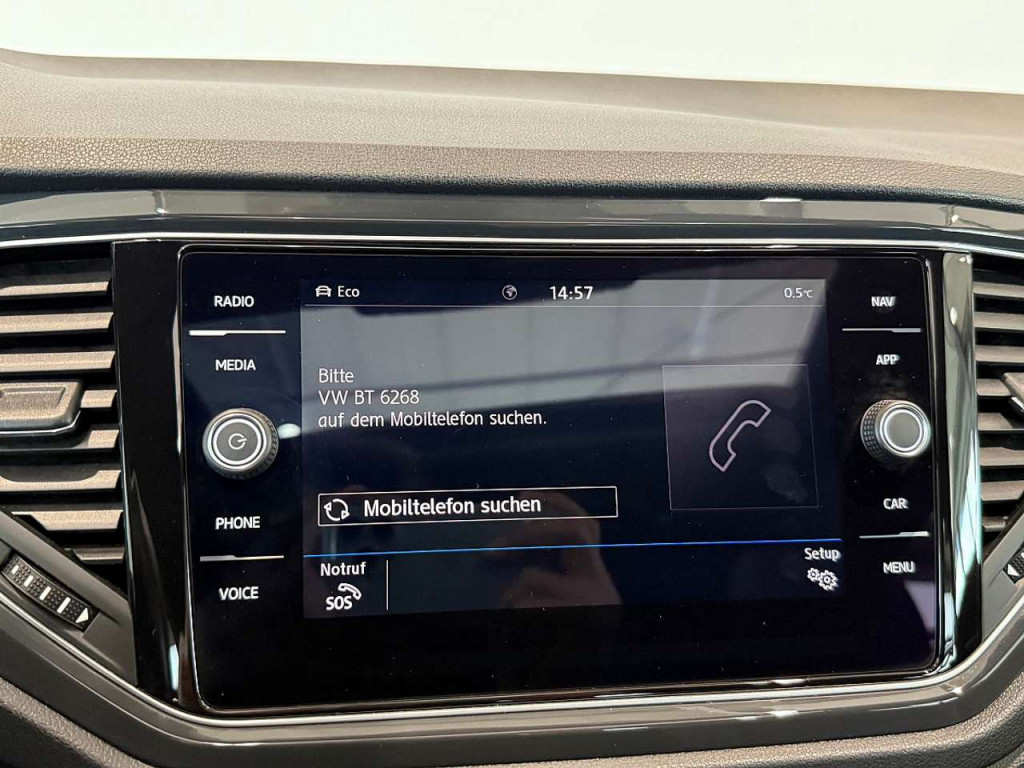 RADIO
MEDIA
PHONE
VOICE
Eco 14:57 0.5°C
Bitte
VW BT 6268
auf dem Mobiltelefon suchen.
Mobiltelefon suchen
Notruf
SOS
Setup
NAV
APP
CAR
MENU